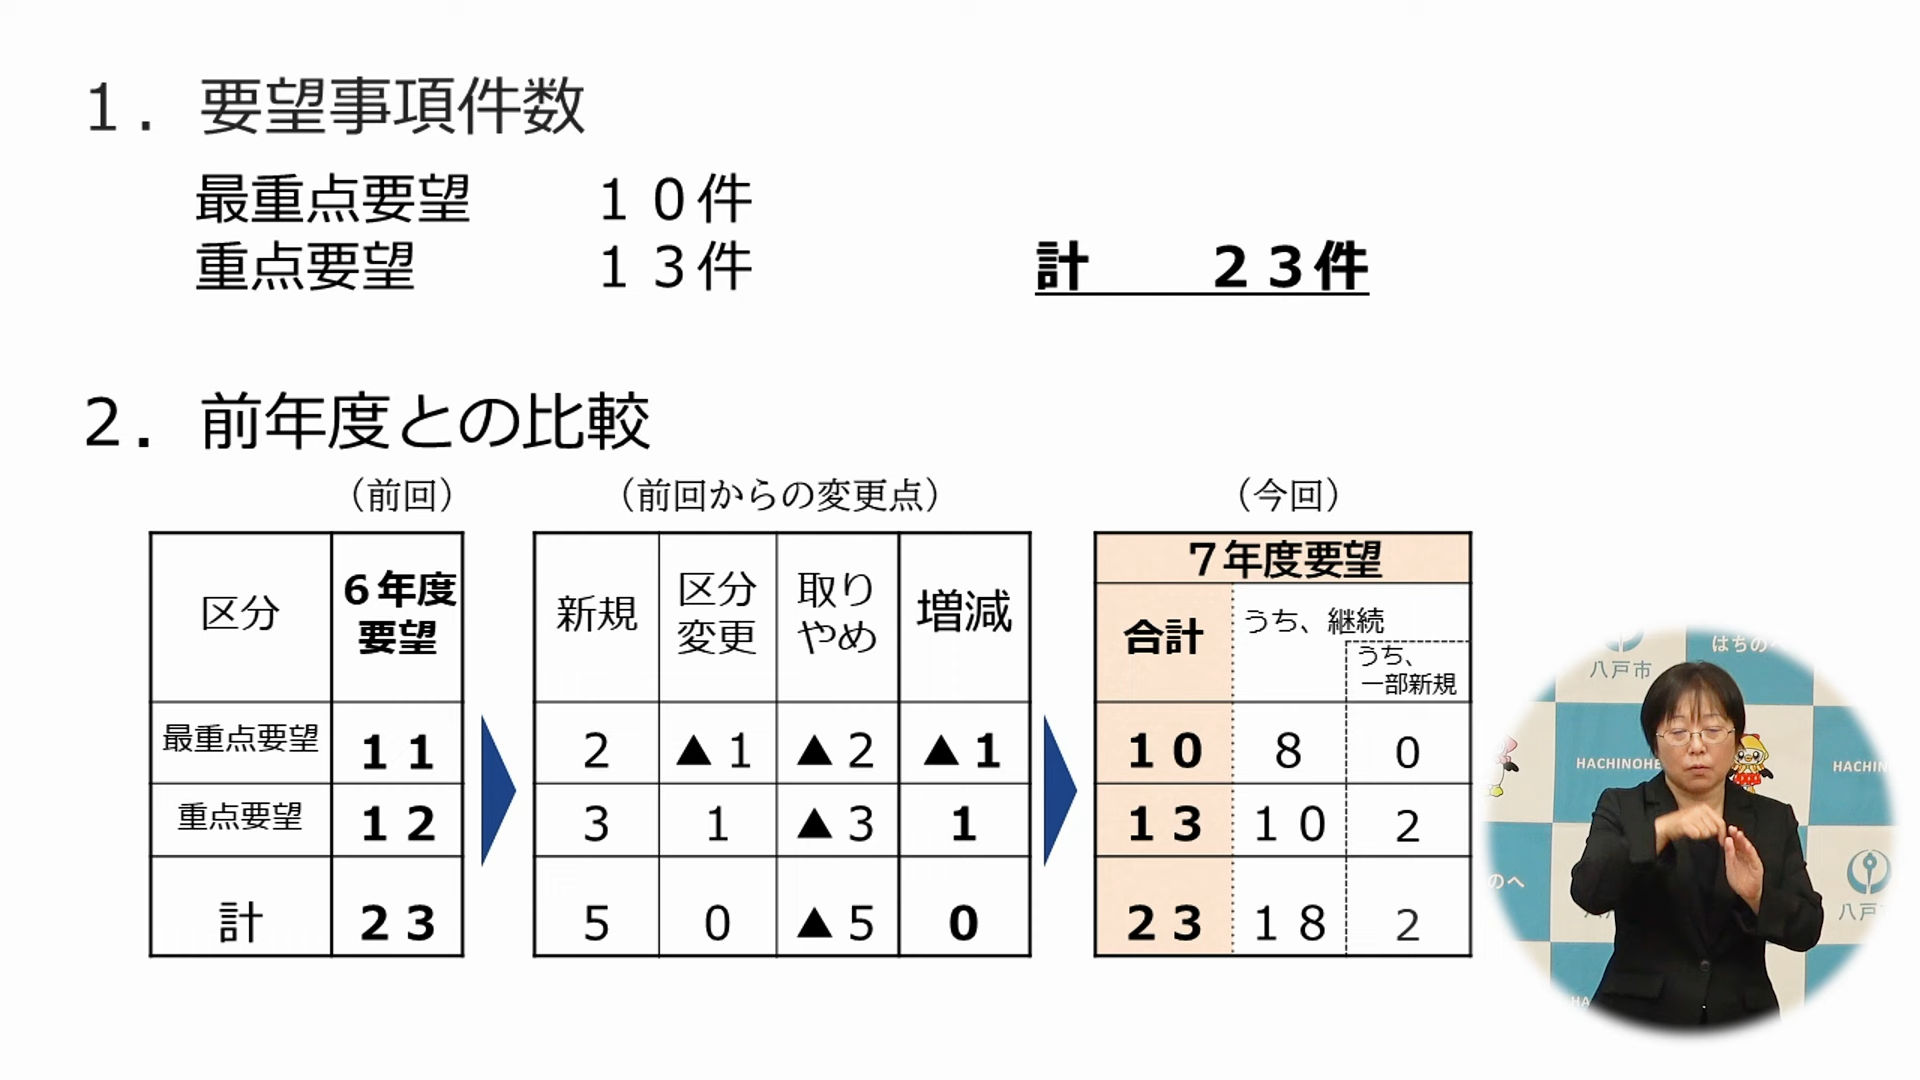 １．要望事項件数
最重点要望　１０件
重点要望　１３件
計　２３件
２．前年度との比較
（前回）
（前回からの変更点）
（今回）
区分
６年度
要望
新規
区分
変更
取り
やめ
増減
７年度要望
合計
うち、継続
うち、
一部新規
最重点要望 １１ 2 ▲1 ▲2 ▲1 １０ 8 0
重点要望 １２ 3 1 ▲3 1 １３ １０ 2
計 ２３ 5 0 ▲5 0 ２３ １８ 2
八戸市
はちの
HACHINOHE
HACHIN
のへ
八戸
HA